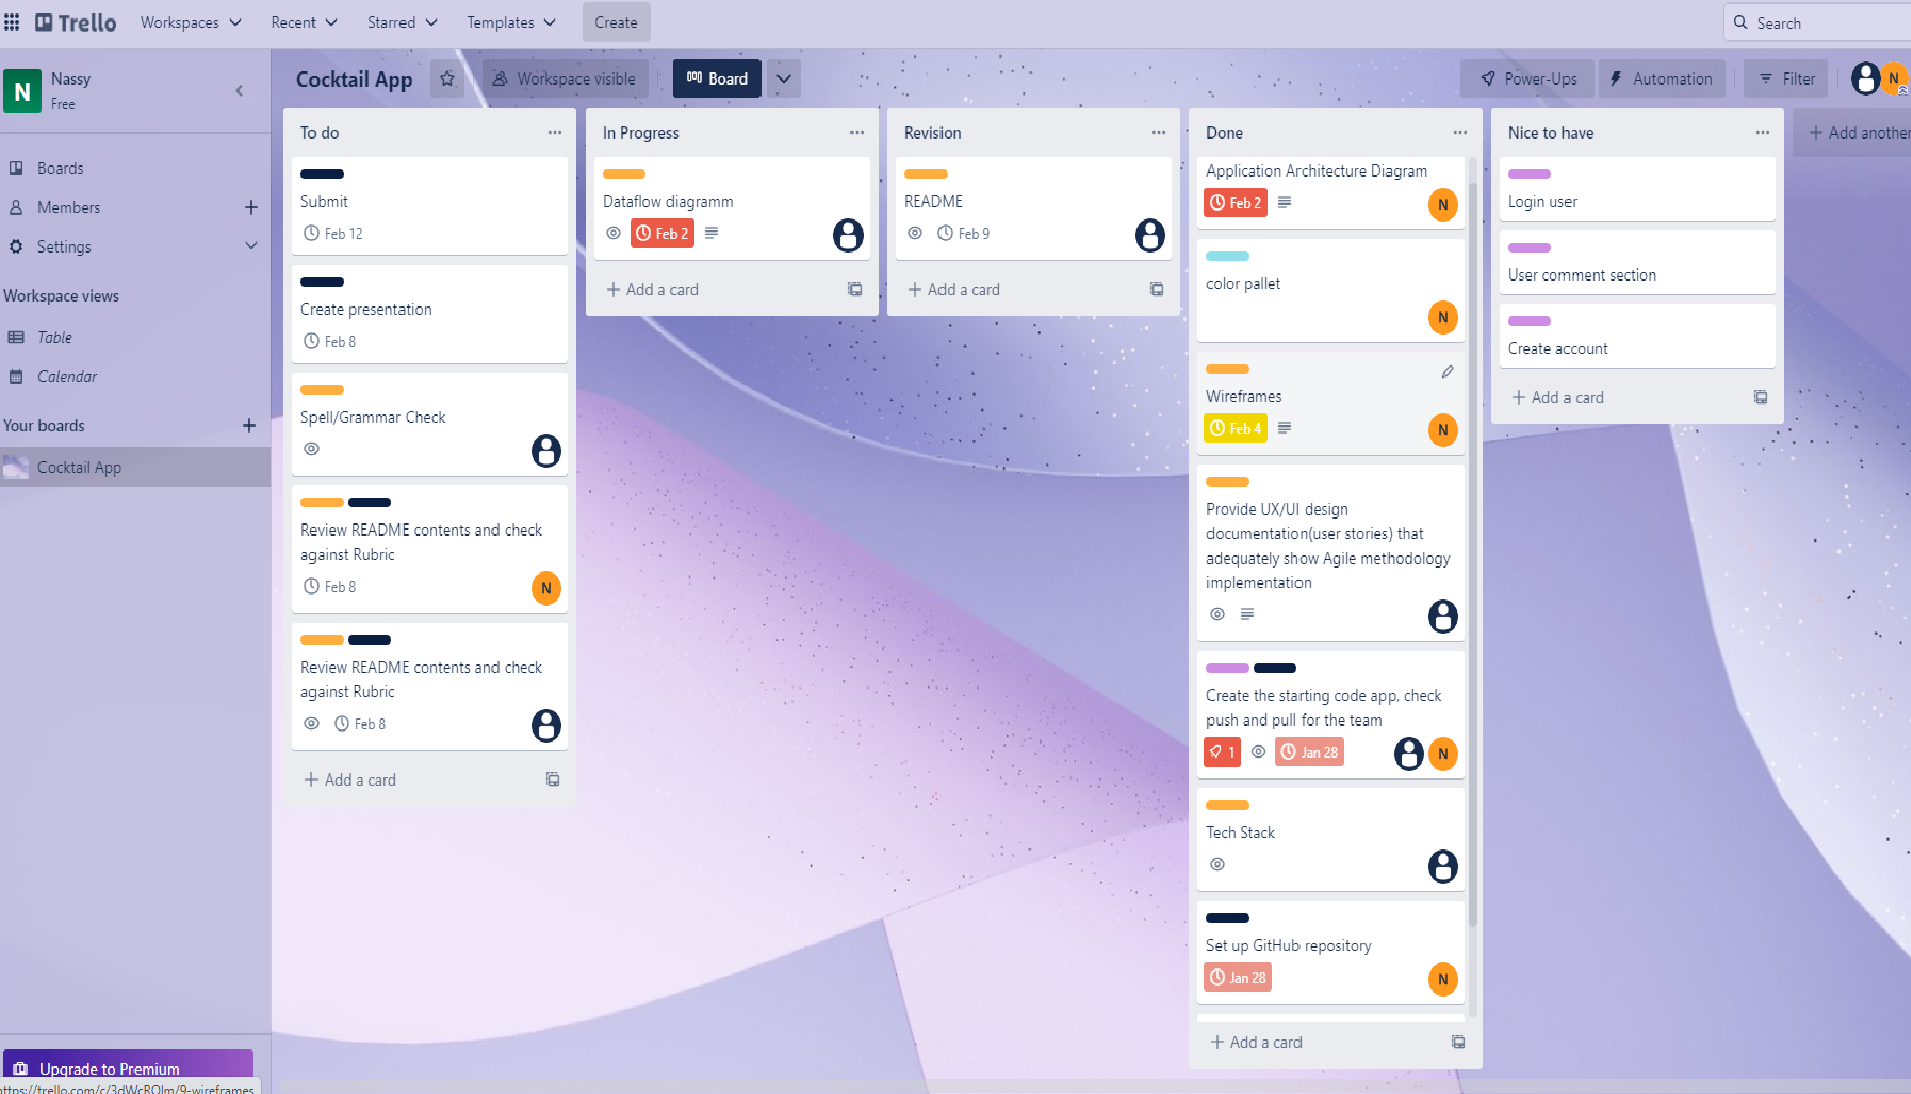 Trello
Workspaces
Recent
Starred
Templates
Create
Search
N
Nassy
Free
Boards
Members
Settings
Workspace views
Table
Calendar
Your boards
Cocktail App
Upgrade to Premium
https://trello.com/c/3dWcRQlm/9-wireframes
Cocktail App
Workspace visible
Board
Power-Ups
Automation
Filter
N
To do
Submit
Feb 12
Create presentation
Feb 8
Spell/Grammar Check
Review README contents and check
against Rubric
Feb 8
N
Review README contents and check
against Rubric
Feb 8
Add a card
In Progress
Dataflow diagramm
Feb 2
Add a card
Revision
README
Feb 9
Add a card
Done
Application Architecture Diagram
Feb 2
N
color pallet
N
Wireframes
Feb 4
N
Provide UX/UI design
documentation(user stories) that
adequately show Agile methodology
implementation
Create the starting code app, check
push and pull for the team
1
Jan 28
N
Tech Stack
Set up GitHub repository
Jan 28
N
Add a card
Nice to have
Login user
User comment section
Create account
Add a card
Add another